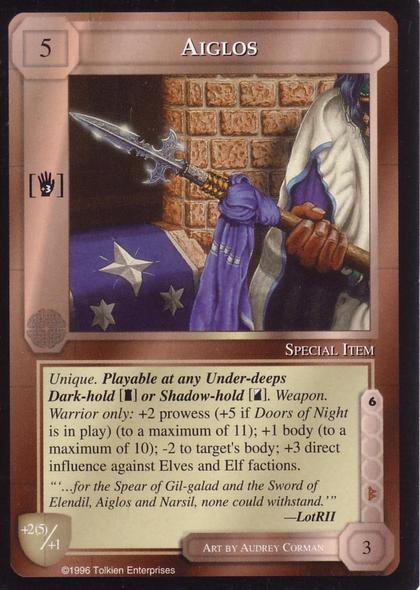 5
AIGLOS
[+3]
SPECIAL ITEM
Unique. Playable at any Under-deeps
Dark-hold [ ] or Shadow-hold [ ]. Weapon.
Warrior only: +2 prowess (+5 if Doors of Night
is in play) (to a maximum of 11); +1 body (to a
maximum of 10); -2 to target's body; +3 direct
influence against Elves and Elf factions.
“‘...for the Spear of Gil-galad and the Sword of
Elendil, Aiglos and Narsil, none could withstand.’”
—LotRII
6
+2(5)/+1
ART BY AUDREY CORMAN
3
©1996 Tolkien Enterprises